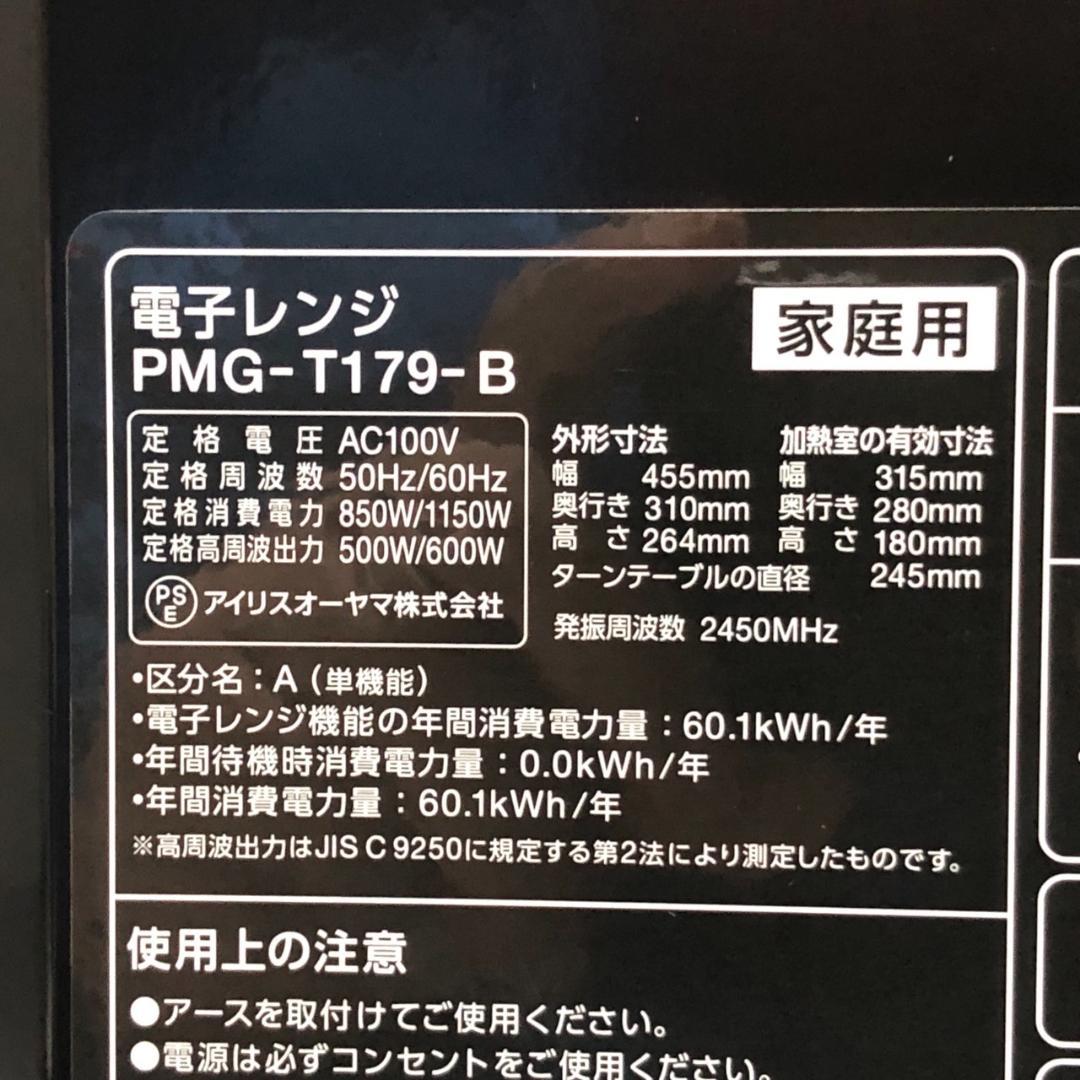 電子レンジ
PMG-T179-B
家庭用
定格電圧 AC100V
定格周波数 50Hz/60Hz
定格消費電力 850W/1150W
定格高周波出力 500W/600W
PS
E
アイリスオーヤマ株式会社
外形寸法
幅 455mm
奥行き 310mm
高さ 264mm
加熱室の有効寸法
幅 315mm
奥行き 280mm
高さ 180mm
ターンテーブルの直径 245mm
発振周波数 2450MHz
・区分名：A（単機能）
・電子レンジ機能の年間消費電力量：60.1kWh/年
・年間待機時消費電力量：0.0kWh/年
・年間消費電力量：60.1kWh/年
※高周波出力はJIS C 9250に規定する第2法により測定したものです。
使用上の注意
●アースを取付けてご使用ください。
●電源は必ずコンセントをご使用ください。